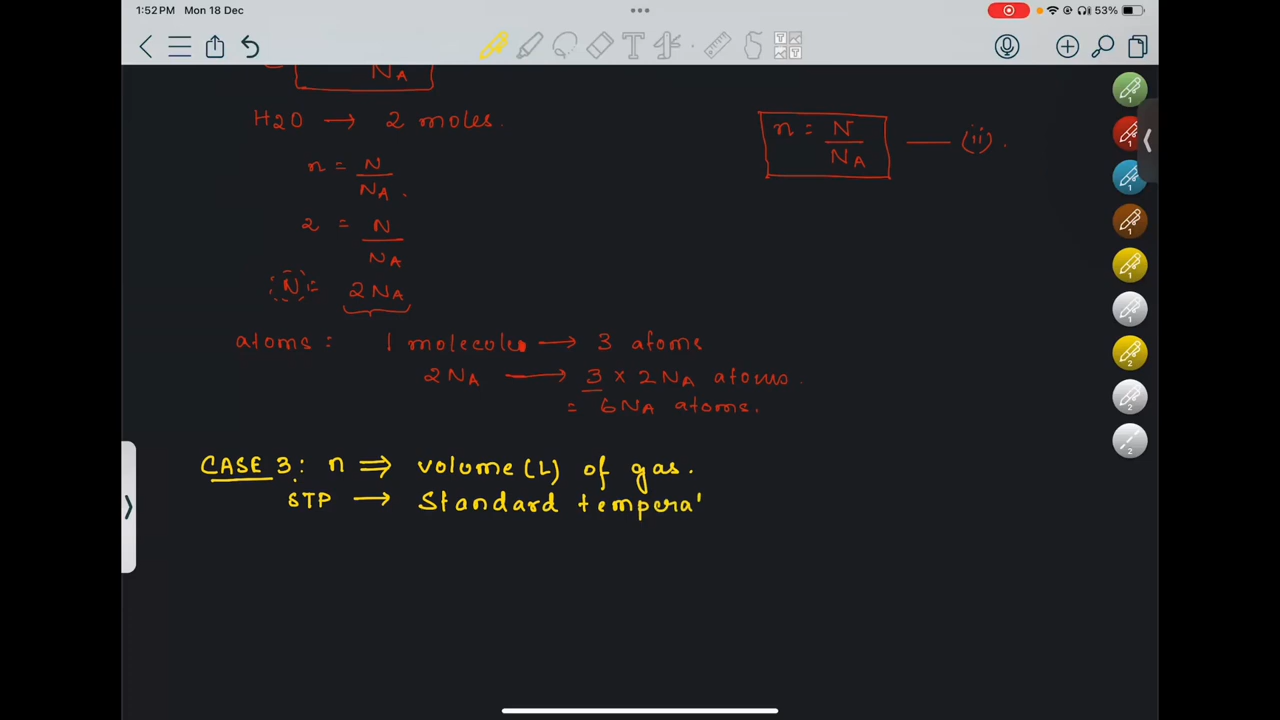 1:52 PM Mon 18 Dec
53%
NA
H2O → 2 moles.
n = N / NA — (ii).
n = N / NA.
2 = N / NA
N = 2NA
atoms : 1 molecule → 3 atoms
2NA → 3 × 2NA atoms.
= 6NA atoms.
CASE 3 : n ⇒ volume (L) of gas.
STP → Standard tempera